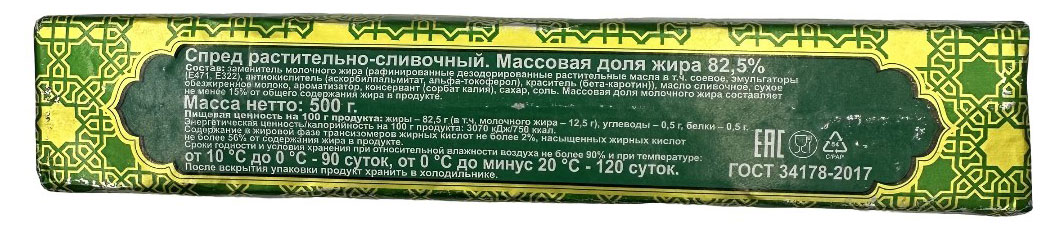 Спред растительно-сливочный. Массовая доля жира 82,5%
Состав: заменитель молочного жира (рафинированные дезодорированные растительные масла в т.ч. соевое, эмульгаторы
(Е471, Е322), антиокислитель (аскорбилпальмитат, альфа-токоферол), краситель (бета-каротин)), масло сливочное, сухое
обезжиренное молоко, ароматизатор, консервант (сорбат калия), сахар, соль. Массовая доля молочного жира составляет
не менее 15% от общего содержания жира в продукте.
Масса нетто: 500 г.
Пищевая ценность на 100 г продукта: жиры – 82,5 г (в т.ч. молочного жира – 12,5 г), углеводы – 0,5 г, белки – 0,5 г.
Энергетическая ценность/калорийность на 100 г продукта: 3070 кДж/750 ккал.
Содержание в жировой фазе трансизомеров жирных кислот не более 2%, насыщенных жирных кислот
не более 56% от содержания жира в продукте.
Сроки годности и условия хранения при относительной влажности воздуха не более 90% и при температуре:
от 10 °С до 0 °С - 90 суток, от 0 °С до минус 20 °С - 120 суток.
После вскрытия упаковки продукт хранить в холодильнике.
ЕАС
C/PAP
ГОСТ 34178-2017